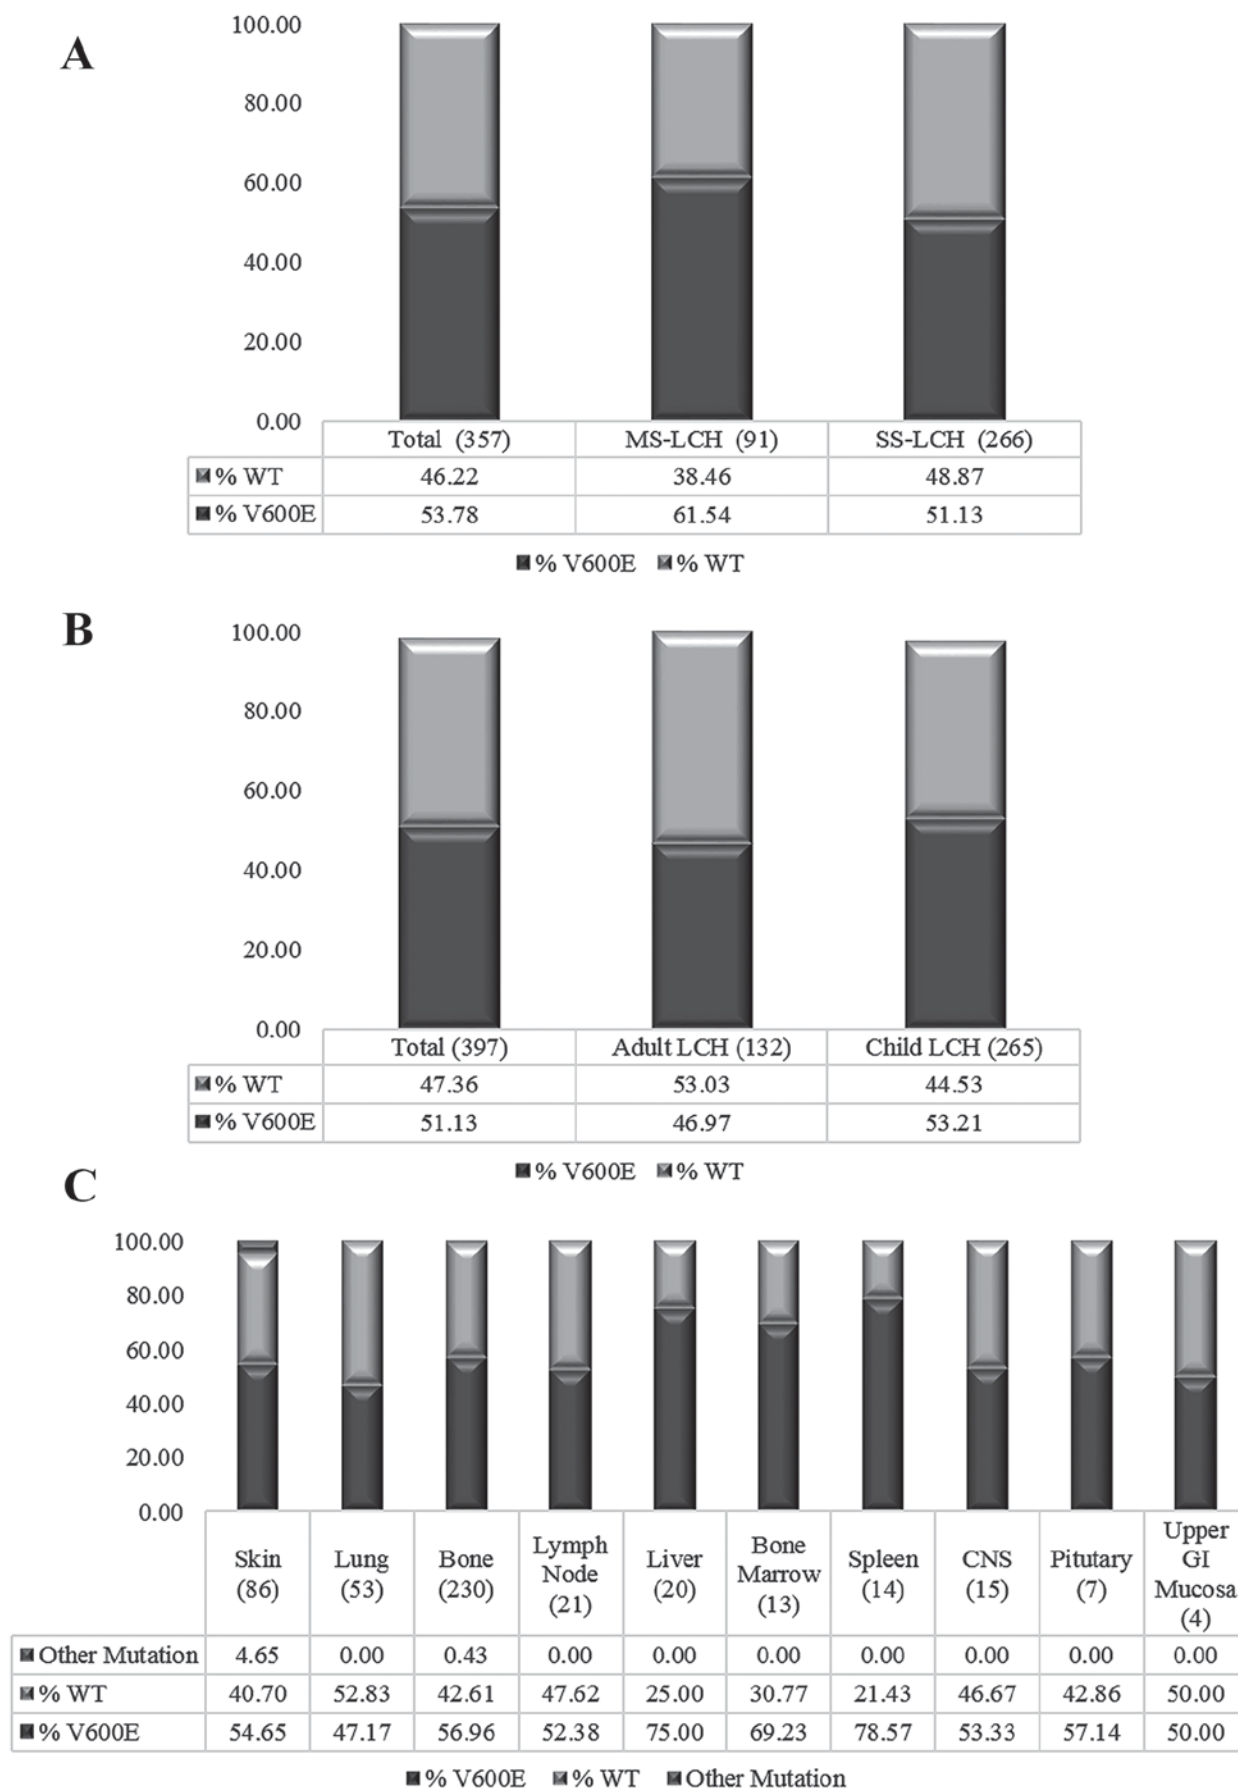 A
100.00
80.00
60.00
40.00
20.00
0.00
Total (357) MS-LCH (91) SS-LCH (266)
% WT 46.22 38.46 48.87
% V600E 53.78 61.54 51.13
% V600E % WT
B
100.00
80.00
60.00
40.00
20.00
0.00
Total (397) Adult LCH (132) Child LCH (265)
% WT 47.36 53.03 44.53
% V600E 51.13 46.97 53.21
% V600E % WT
C
100.00
80.00
60.00
40.00
20.00
0.00
Skin (86) Lung (53) Bone (230) Lymph Node (21) Liver (20) Bone Marrow (13) Spleen (14) CNS (15) Pitutary (7) Upper GI Mucosa (4)
Other Mutation 4.65 0.00 0.43 0.00 0.00 0.00 0.00 0.00 0.00 0.00
% WT 40.70 52.83 42.61 47.62 25.00 30.77 21.43 46.67 42.86 50.00
% V600E 54.65 47.17 56.96 52.38 75.00 69.23 78.57 53.33 57.14 50.00
% V600E % WT Other Mutation